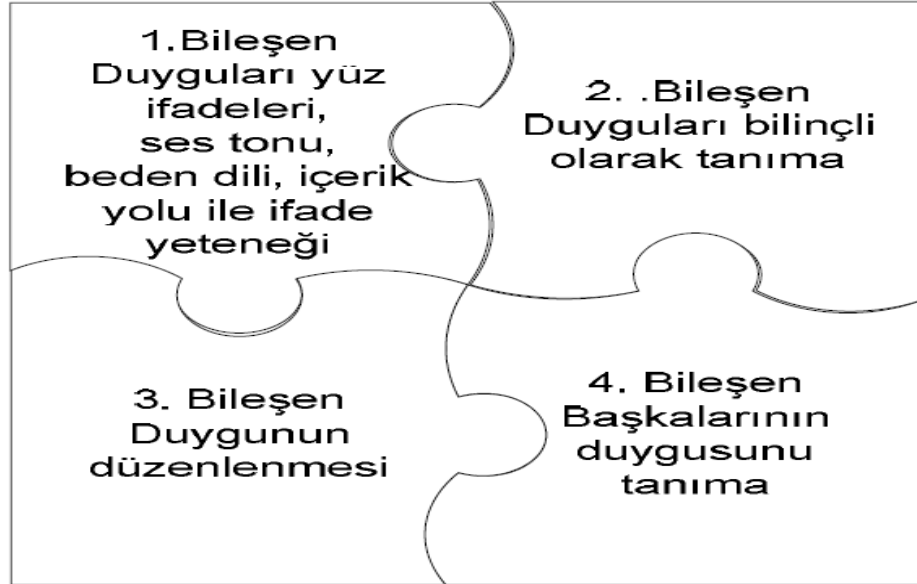 1.Bileşen
Duyguları yüz
ifadeleri,
ses tonu,
beden dili, içerik
yolu ile ifade
yeteneği
2. .Bileşen
Duyguları bilinçli
olarak tanıma
3. Bileşen
Duygunun
düzenlenmesi
4. Bileşen
Başkalarının
duygusunu
tanıma